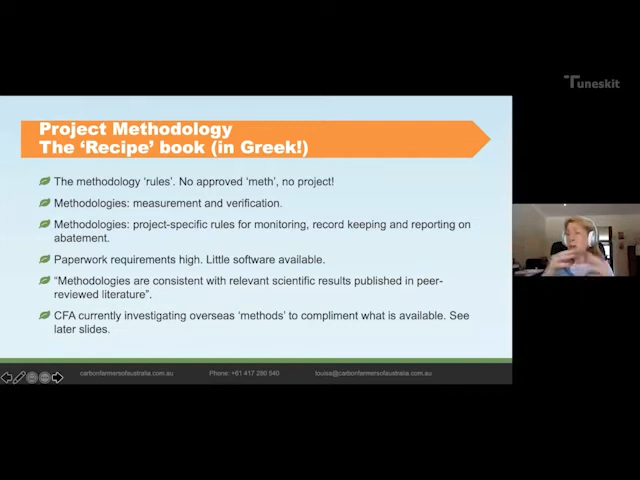 Tuneskit
Project Methodology
The ‘Recipe’ book (in Greek!)
The methodology ‘rules’. No approved ‘meth’, no project!
Methodologies: measurement and verification.
Methodologies: project-specific rules for monitoring, record keeping and reporting on
abatement.
Paperwork requirements high. Little software available.
“Methodologies are consistent with relevant scientific results published in peer-
reviewed literature”.
CFA currently investigating overseas ‘methods’ to compliment what is available. See
later slides.
carbonfarmersofaustralia.com.au Phone: +61 417 280 540 louisa@carbonfarmersofaustralia.com.au